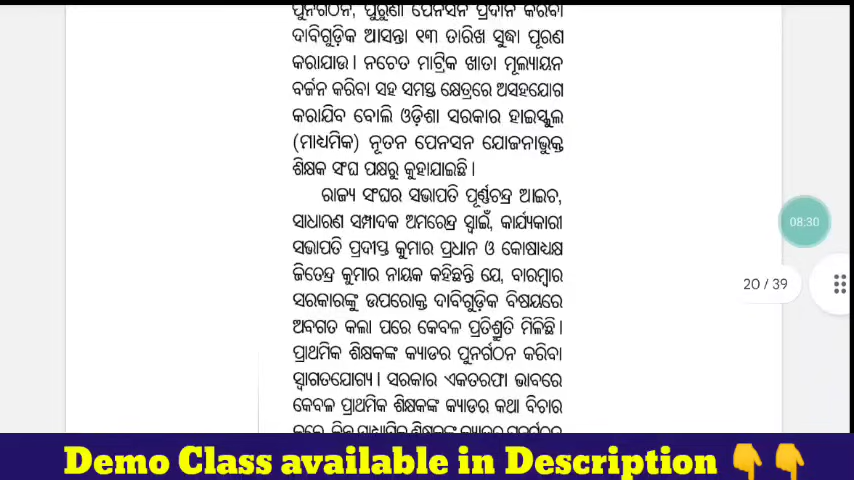 ପୁନର୍ଗଠନ, ପୁରୁଣା ପେନସନ ପ୍ରଦାନ କରିବା
ଦାବିଗୁଡ଼ିକ ଆସନ୍ତା ୧୩ ତାରିଖ ସୁଦ୍ଧା ପୂରଣ
କରାଯାଉ। ନଚେତ ମାଟ୍ରିକ ଖାତା ମୂଲ୍ୟାୟନ
ବର୍ଜନ କରିବା ସହ ସମସ୍ତ କ୍ଷେତ୍ରରେ ଅସହଯୋଗ
କରାଯିବ ବୋଲି ଓଡ଼ିଶା ସରକାର ହାଇସ୍କୁଲ
(ମାଧ୍ୟମିକ) ନୂତନ ପେନସନ ଯୋଜନାଭୁକ୍ତ
ଶିକ୍ଷକ ସଂଘ ପକ୍ଷରୁ କୁହାଯାଇଛି।
ରାଜ୍ୟ ସଂଘର ସଭାପତି ପୂର୍ଣ୍ଣଚନ୍ଦ୍ର ଆଇଚ,
ସାଧାରଣ ସମ୍ପାଦକ ଅମରେନ୍ଦ୍ର ସ୍ୱାଇଁ, କାର୍ଯ୍ୟକାରୀ
ସଭାପତି ପ୍ରଦୀପ୍ତ କୁମାର ପ୍ରଧାନ ଓ କୋଷାଧ୍ୟକ୍ଷ
ଜିତେନ୍ଦ୍ର କୁମାର ନାୟକ କହିଛନ୍ତି ଯେ, ବାରମ୍ବାର
ସରକାରଙ୍କୁ ଉପରୋକ୍ତ ଦାବିଗୁଡ଼ିକ ବିଷୟରେ
ଅବଗତ କଲା ପରେ କେବଳ ପ୍ରତିଶ୍ରୁତି ମିଳିଛି।
ପ୍ରାଥମିକ ଶିକ୍ଷକଙ୍କ କ୍ୟାଡର ପୁନର୍ଗଠନ କରିବା
ସ୍ୱାଗତଯୋଗ୍ୟ। ସରକାର ଏକତରଫା ଭାବରେ
କେବଳ ପ୍ରାଥମିକ ଶିକ୍ଷକଙ୍କ କ୍ୟାଡର କଥା ବିଚାର
08:30
20 / 39
Demo Class available in Description 👇👇